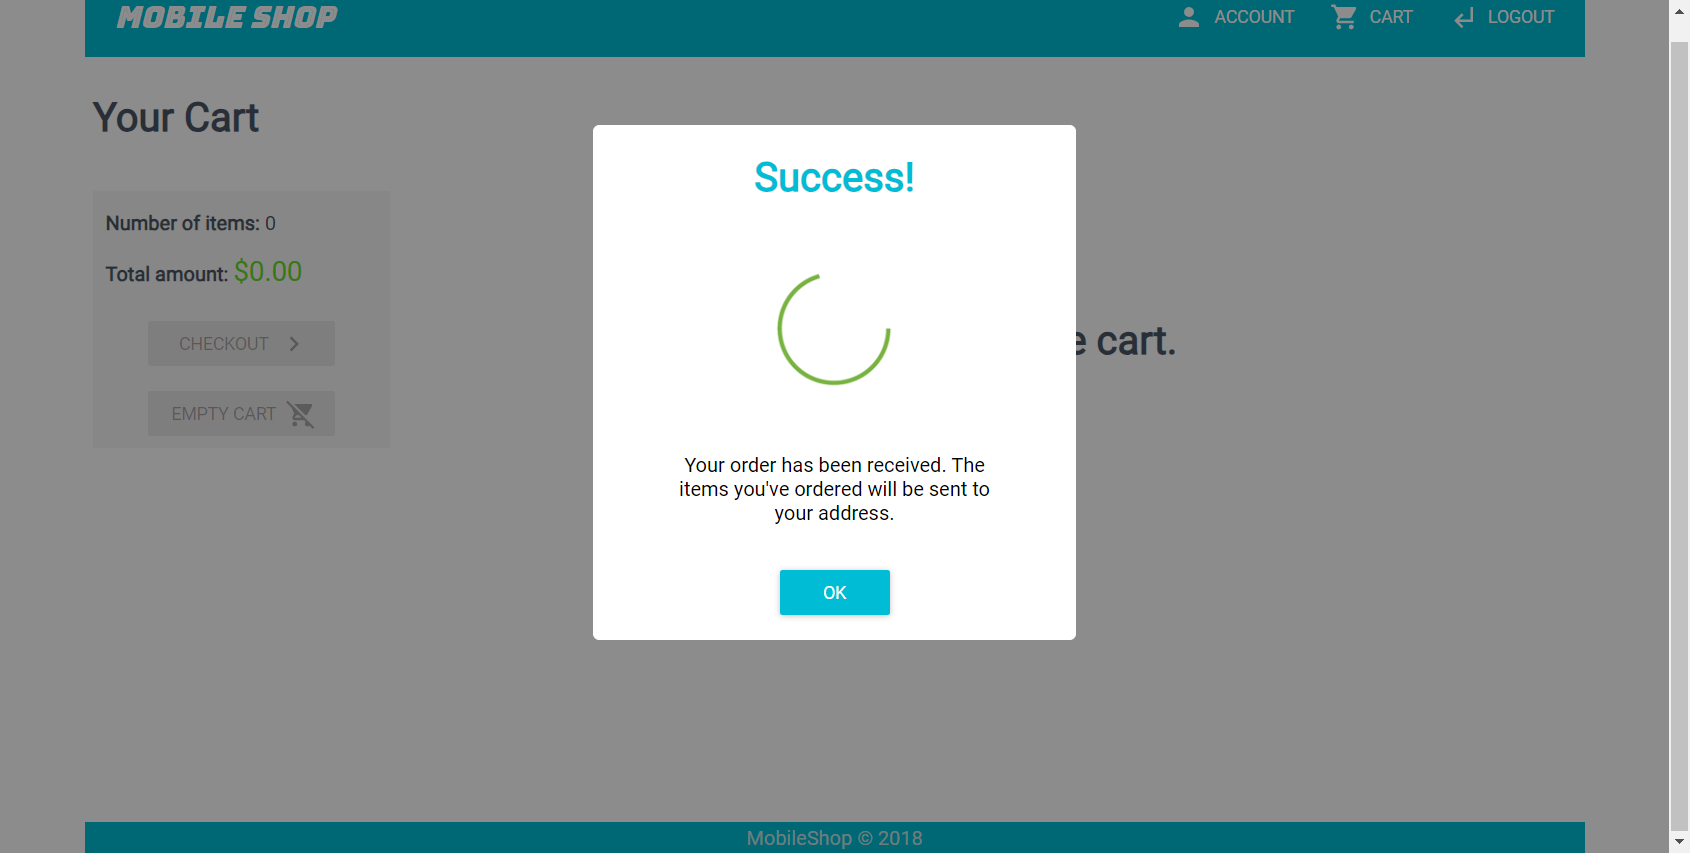 MOBILE SHOP
ACCOUNT
CART
LOGOUT
Your Cart
Number of items: 0
Total amount: $0.00
CHECKOUT
EMPTY CART
cart.
Success!
Your order has been received. The
items you've ordered will be sent to
your address.
OK
MobileShop © 2018